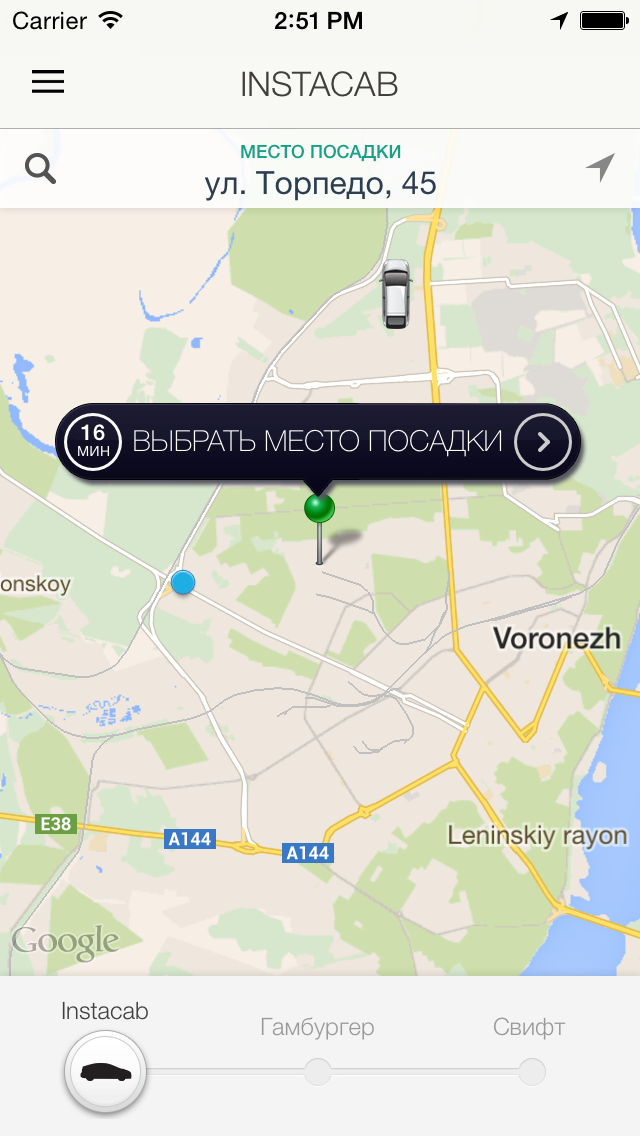 Carrier 2:51 PM
INSTACAB
МЕСТО ПОСАДКИ
ул. Торпедо, 45
16
МИН
ВЫБРАТЬ МЕСТО ПОСАДКИ
onskoy
Voronezh
E38
A144
A144
Leninskiy rayon
Google
Instacab
Гамбургер
Свифт